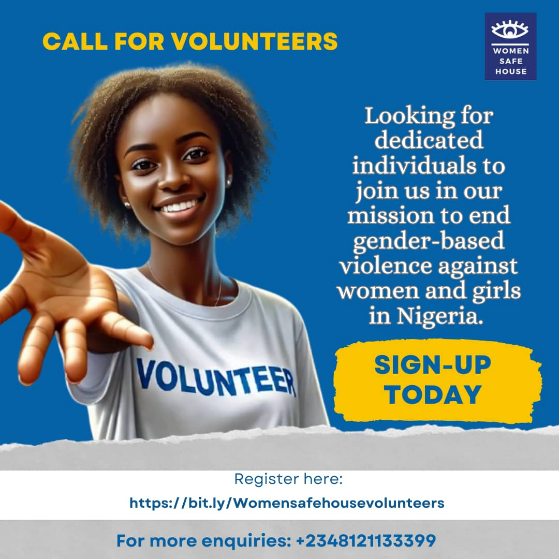 CALL FOR VOLUNTEERS
WOMEN
SAFE
HOUSE
Looking for
dedicated
individuals to
join us in our
mission to end
gender-based
violence against
women and girls
in Nigeria.
VOLUNTEER
SIGN-UP
TODAY
Register here:
https://bit.ly/Womensafehousevolunteers
For more enquiries: +2348121133399